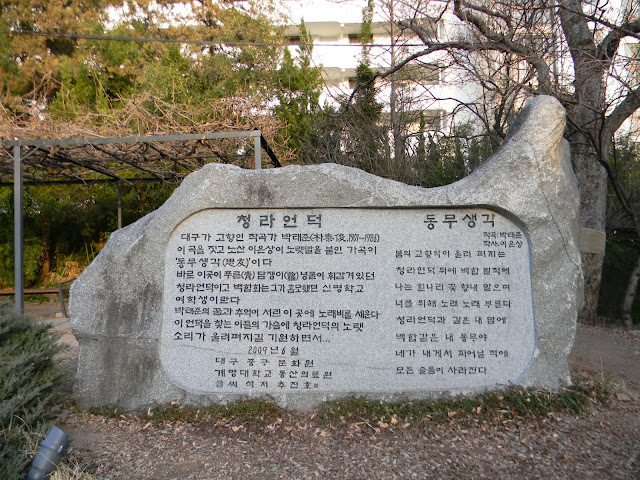 청라언덕
대구가 고향인 작곡가 박태준(朴泰俊, 1901~1986)
이 곡을 짓고 노산 이은상이 노랫말을 붙인 가곡이
'동무생각(思友)'이다
바로 이곳이 푸른(靑) 담쟁이(蘿) 넝쿨이 휘감겨있던
청라언덕이고 백합화는 그가 흠모했던 신명학교
여학생이란다
박태준의 꿈과 추억이 서린 이 곳에 노래비를 세운다
이 언덕을 찾는 이들의 가슴에 청라언덕의 노랫
소리가 울려퍼지길 기원하면서...
2009년 6월
대구 중구 문화원
계명대학교 동산의료원
글씨 석지 추진호
동무생각
작곡:박태준
작사:이은상
봄의 고향악이 울려 퍼지는
청라언덕 위에 백합 필적에
나는 흰나리 꽃 향내 맡으며
너를 위해 노래 노래 부른다
청라언덕과 같은 내 맘에
백합같은 내 동무야
네가 내게서 피어날 적에
모든 슬픔이 사라진다